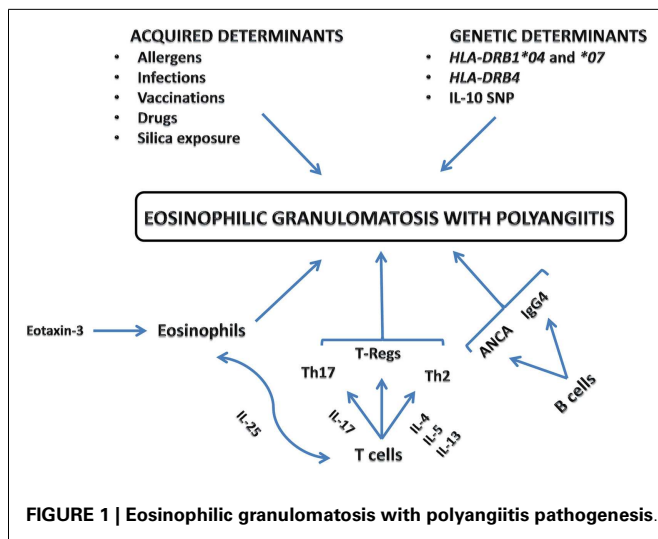 ACQUIRED DETERMINANTS
• Allergens
• Infections
• Vaccinations
• Drugs
• Silica exposure
GENETIC DETERMINANTS
• HLA-DRB1*04 and *07
• HLA-DRB4
• IL-10 SNP
EOSINOPHILIC GRANULOMATOSIS WITH POLYANGIITIS
Eotaxin-3
Eosinophils
IL-25
T-Regs
Th17
Th2
IL-17
IL-4
IL-5
IL-13
T cells
ANCA
IgG4
B cells
FIGURE 1 | Eosinophilic granulomatosis with polyangiitis pathogenesis.